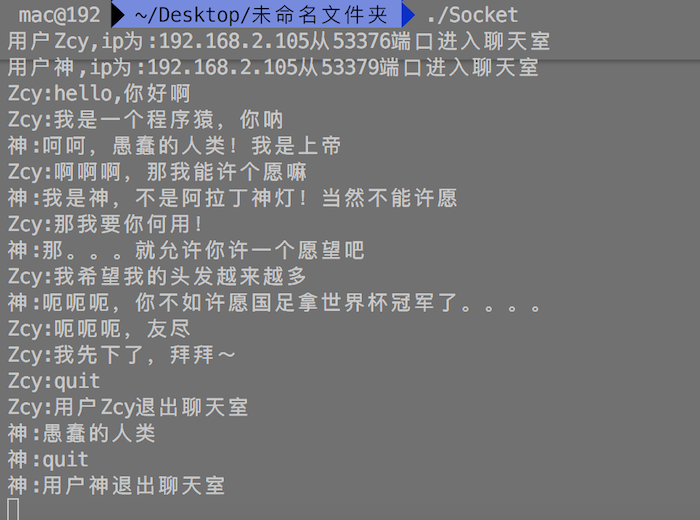 mac@192 ~/Desktop/未命名文件夹 ./Socket
用户Zcy,ip为:192.168.2.105从53376端口进入聊天室
用户神,ip为:192.168.2.105从53379端口进入聊天室
Zcy:hello,你好啊
Zcy:我是一个程序猿，你呐
神:呵呵，愚蠢的人类！我是上帝
Zcy:啊啊啊，那我能许个愿嘛
神:我是神，不是阿拉丁神灯！当然不能许愿
Zcy:那我要你何用！
神:那。。。就允许你许一个愿望吧
Zcy:我希望我的头发越来越多
神:呃呃呃，你不如许愿国足拿世界杯冠军了。。。。
Zcy:呃呃呃，友尽
Zcy:我先下了，拜拜～
Zcy:quit
Zcy:用户Zcy退出聊天室
神:愚蠢的人类
神:quit
神:用户神退出聊天室